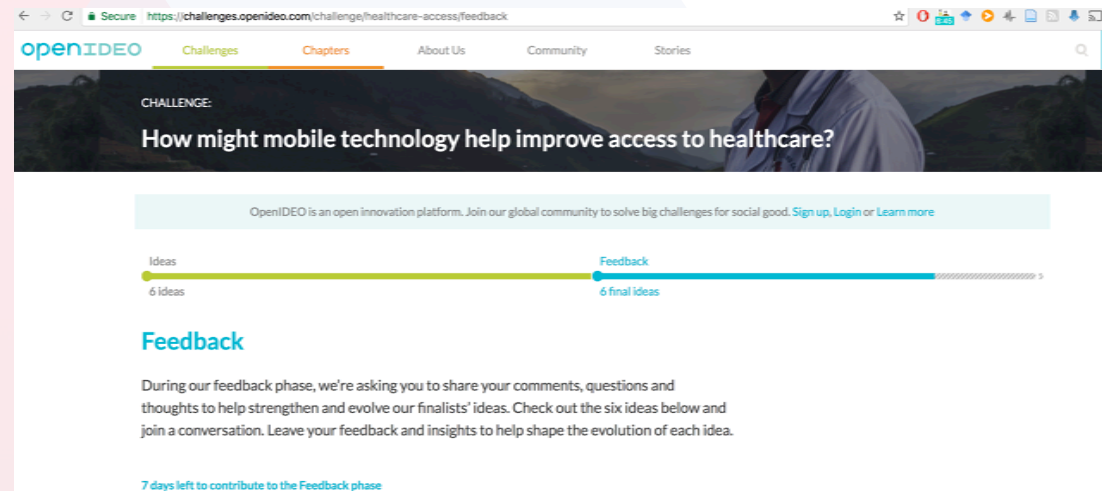 Secure https://challenges.openideo.com/challenge/healthcare-access/feedback
OPENIDEO Challenges Chapters About Us Community Stories
CHALLENGE:
How might mobile technology help improve access to healthcare?
OpenIDEO is an open innovation platform. Join our global community to solve big challenges for social good. Sign up, Login or Learn more
Ideas Feedback
6 ideas 6 final ideas
Feedback
During our feedback phase, we're asking you to share your comments, questions and
thoughts to help strengthen and evolve our finalists' ideas. Check out the six ideas below and
join a conversation. Leave your feedback and insights to help shape the evolution of each idea.
7 days left to contribute to the Feedback phase